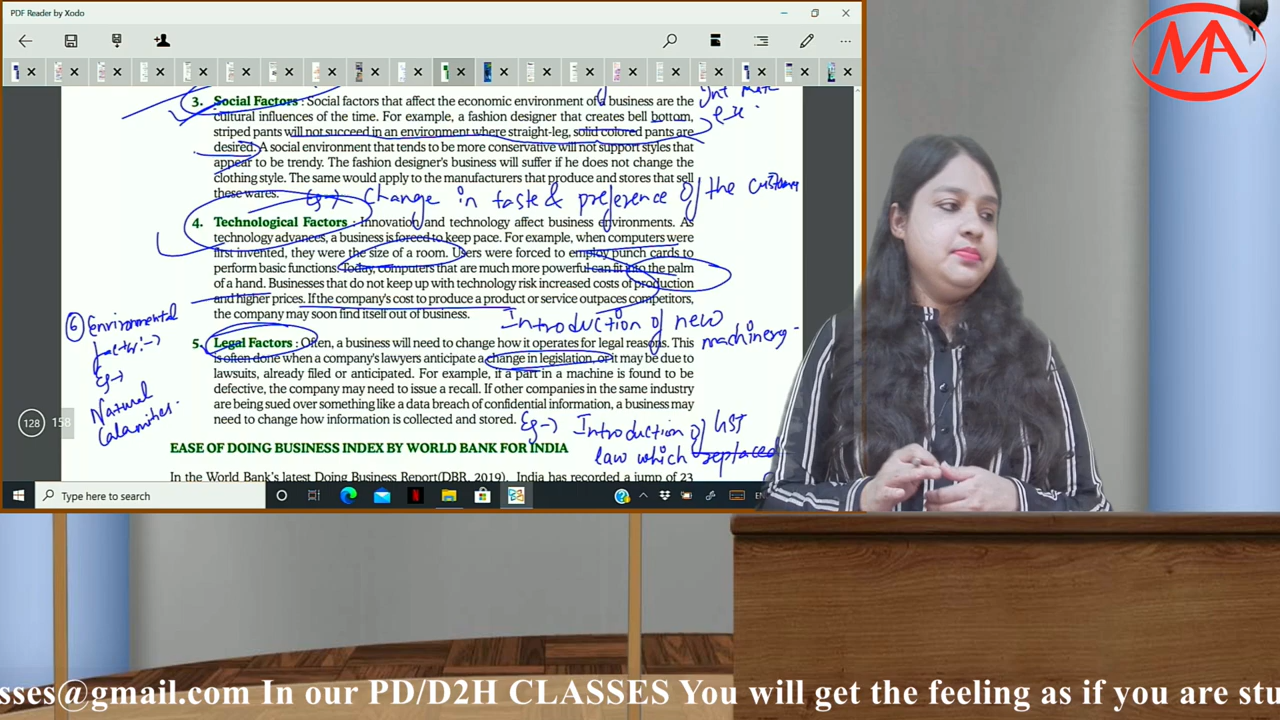 PDF Reader by Xodo
MA
3. Social Factors : Social factors that affect the economic environment of a business are the
cultural influences of the time. For example, a fashion designer that creates bell bottom,
striped pants will not succeed in an environment where straight-leg, solid colored pants are
desired. A social environment that tends to be more conservative will not support styles that
appear to be trendy. The fashion designer's business will suffer if he does not change the
clothing style. The same would apply to the manufacturers that produce and stores that sell
these wares.
Eg → Change in taste & preference of the customers
4. Technological Factors : Innovation and technology affect business environments. As
technology advances, a business is forced to keep pace. For example, when computers were
first invented, they were the size of a room. Users were forced to employ punch cards to
perform basic functions. Today, computers that are much more powerful can fit into the palm
of a hand. Businesses that do not keep up with technology risk increased costs of production
and higher prices. If the company's cost to produce a product or service outpaces competitors,
the company may soon find itself out of business.
Introduction of new
machinery
⑥ Environmental
factor :→
Eg →
Natural
Calamities.
5. Legal Factors : Often, a business will need to change how it operates for legal reasons. This
is often done when a company's lawyers anticipate a change in legislation, or it may be due to
lawsuits, already filed or anticipated. For example, if a part in a machine is found to be
defective, the company may need to issue a recall. If other companies in the same industry
are being sued over something like a data breach of confidential information, a business may
need to change how information is collected and stored.
Eg → Introduction of GST
law which replaced
128 158
EASE OF DOING BUSINESS INDEX BY WORLD BANK FOR INDIA
In the World Bank's latest Doing Business Report(DBR, 2019), India has recorded a jump of 23
Type here to search
EN
sses@gmail.com In our PD/D2H CLASSES You will get the feeling as if you are stu